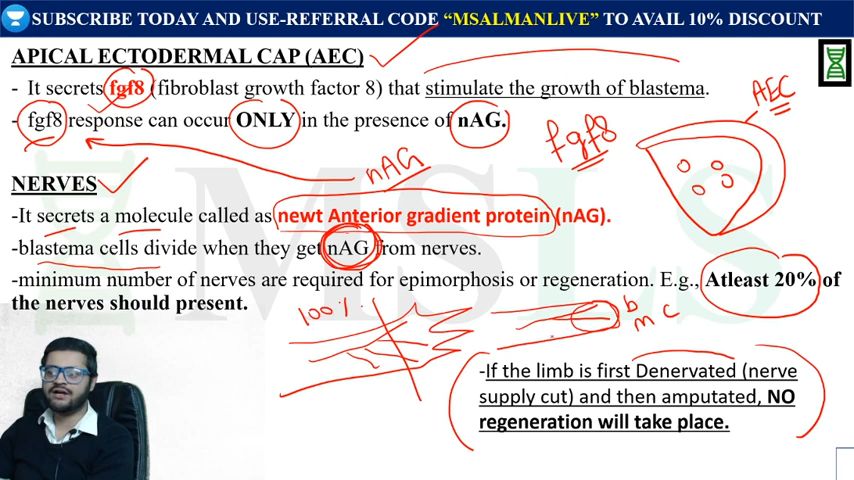 SUBSCRIBE TODAY AND USE-REFERRAL CODE "MSALMANLIVE" TO AVAIL 10% DISCOUNT
APICAL ECTODERMAL CAP (AEC)
- It secrets fgf8 (fibroblast growth factor 8) that stimulate the growth of blastema.
AEC
- fgf8 response can occur ONLY in the presence of nAG.
fgf8
nAG
NERVES
-It secrets a molecule called as newt Anterior gradient protein (nAG).
-blastema cells divide when they get nAG from nerves.
-minimum number of nerves are required for epimorphosis or regeneration. E.g., Atleast 20% of
the nerves should present.
100%
b
m c
-If the limb is first Denervated (nerve
supply cut) and then amputated, NO
regeneration will take place.
MSLS